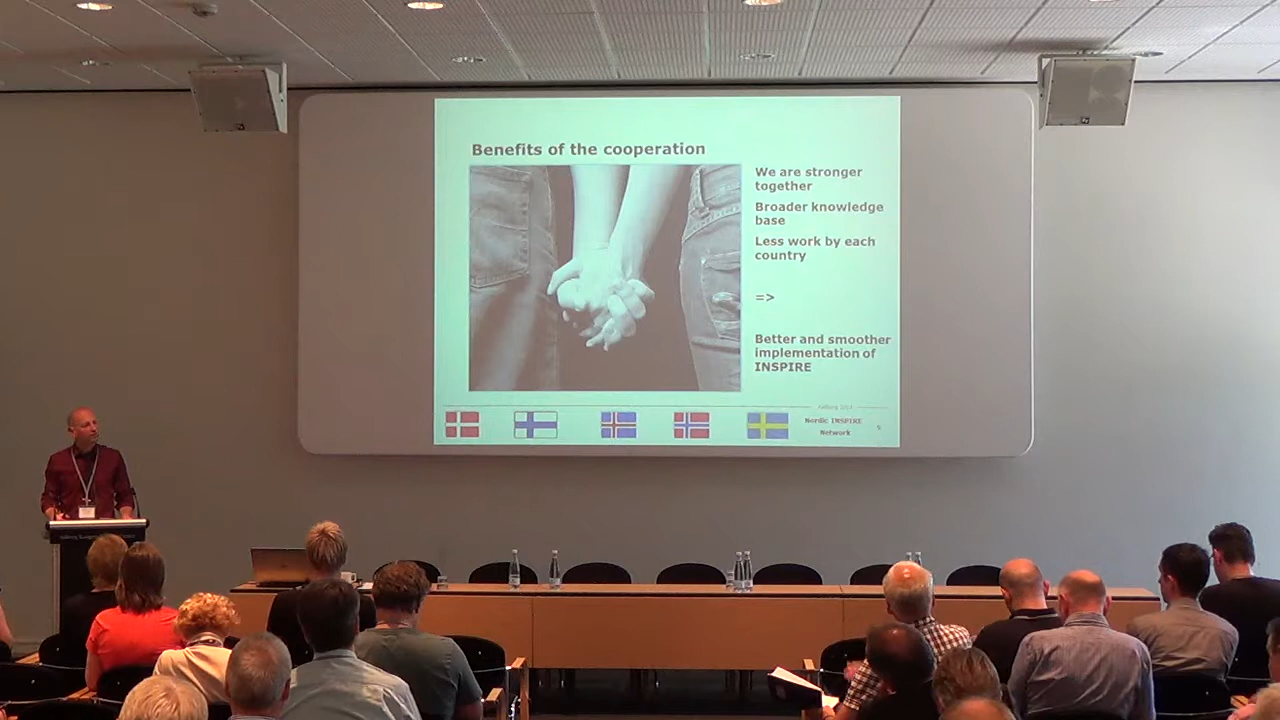 Benefits of the cooperation
We are stronger
together
Broader knowledge
base
Less work by each
country
=>
Better and smoother
implementation of
INSPIRE
Nordic INSPIRE
Network